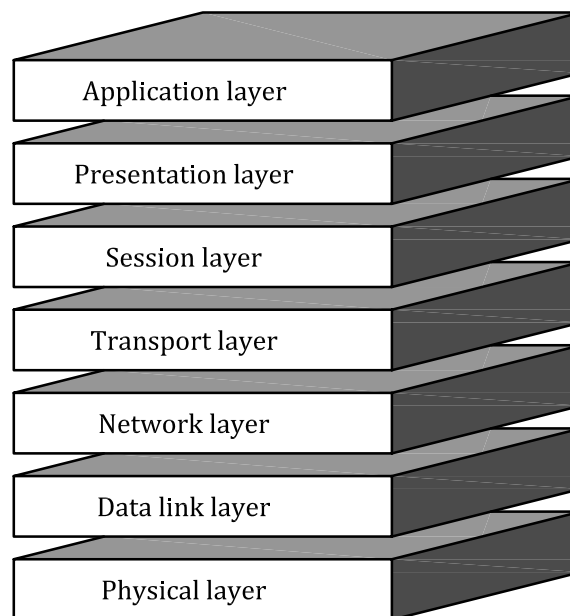 Application layer
Presentation layer
Session layer
Transport layer
Network layer
Data link layer
Physical layer